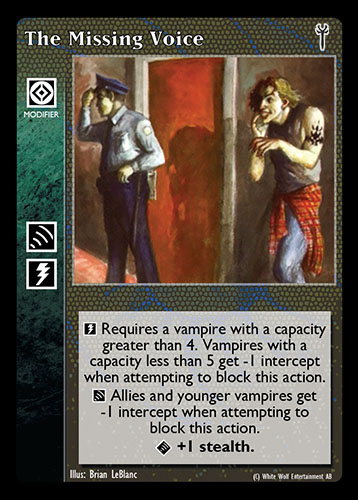 The Missing Voice
MODIFIER
Requires a vampire with a capacity
greater than 4. Vampires with a
capacity less than 5 get -1 intercept
when attempting to block this action.
Allies and younger vampires get
-1 intercept when attempting to
block this action.
+1 stealth.
Illus: Brian LeBlanc
(C) White Wolf Entertainment AB